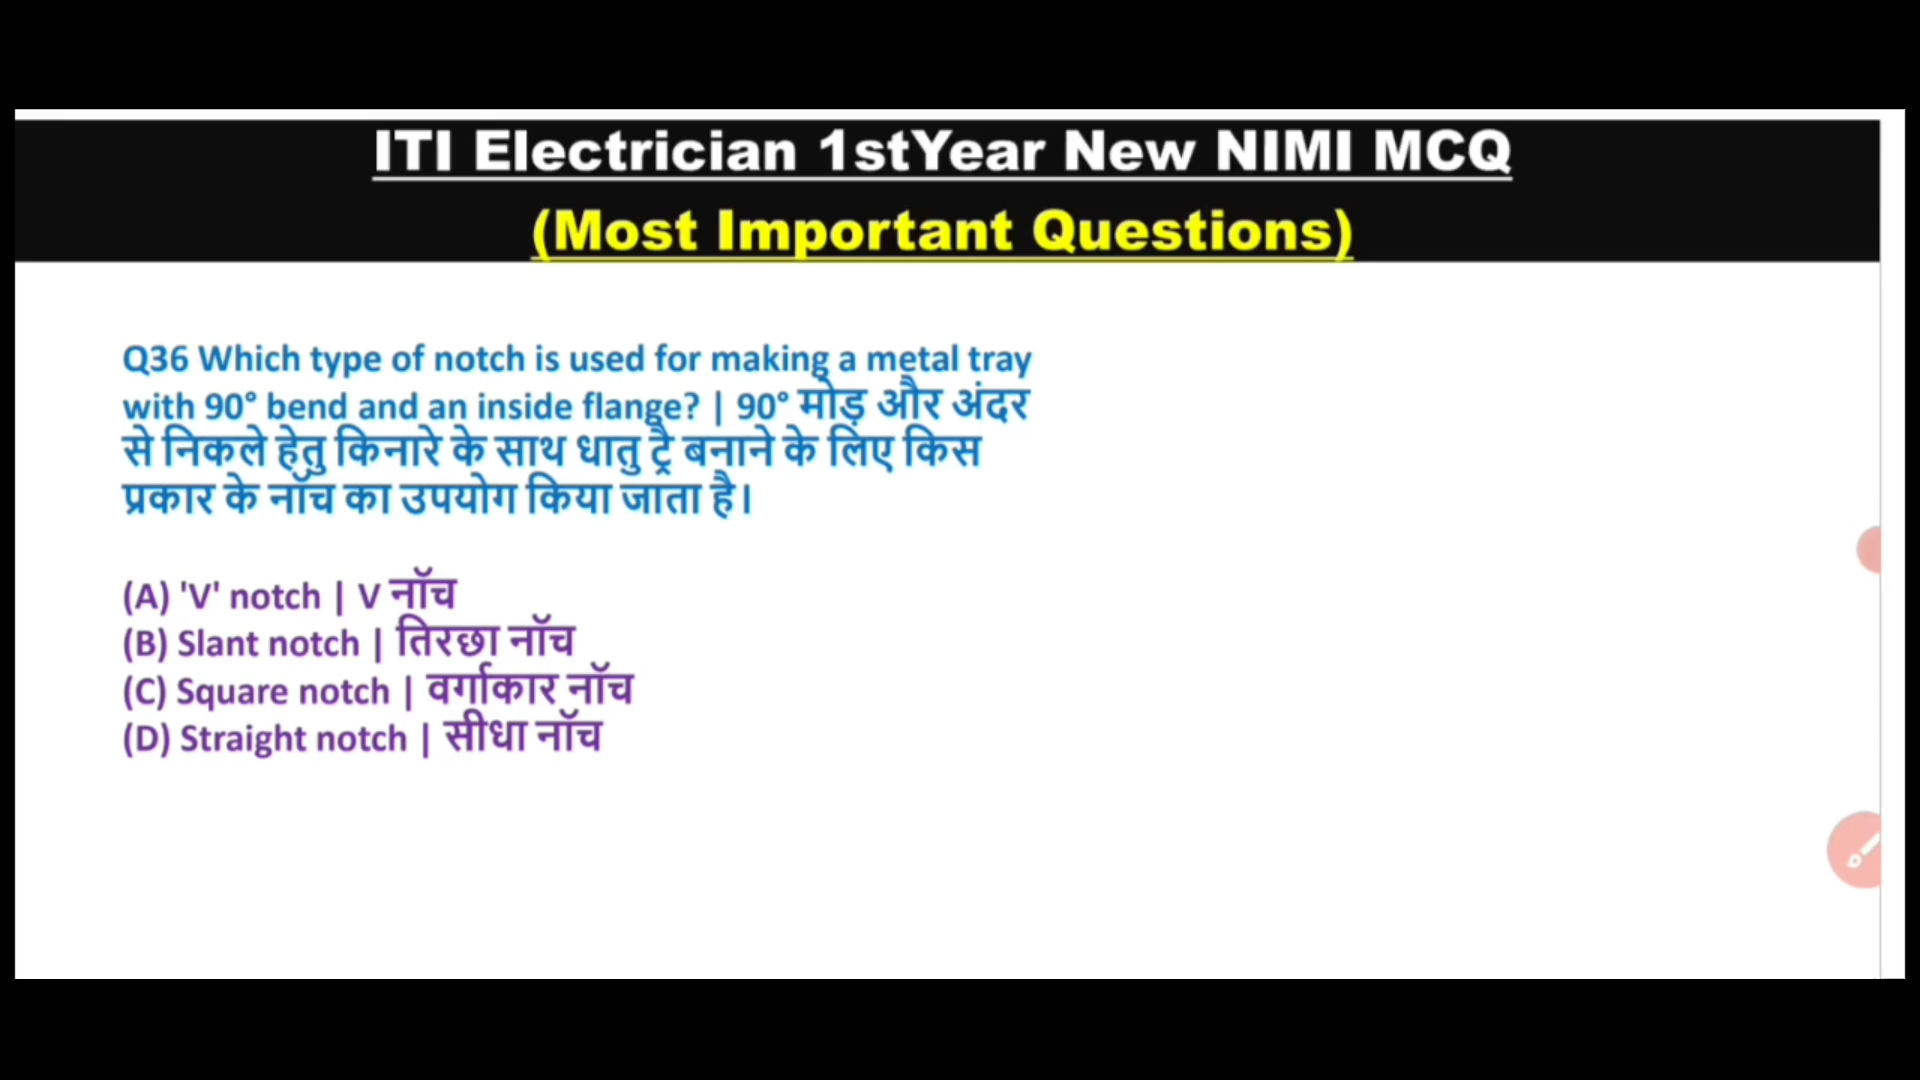 ITI Electrician 1stYear New NIMI MCQ
(Most Important Questions)
Q36 Which type of notch is used for making a metal tray
with 90° bend and an inside flange? | 90° मोड़ और अंदर
से निकले हेतु किनारे के साथ धातु ट्रै बनाने के लिए किस
प्रकार के नॉच का उपयोग किया जाता है।
(A) 'V' notch | V नॉच
(B) Slant notch | तिरछा नॉच
(C) Square notch | वर्गाकार नॉच
(D) Straight notch | सीधा नॉच